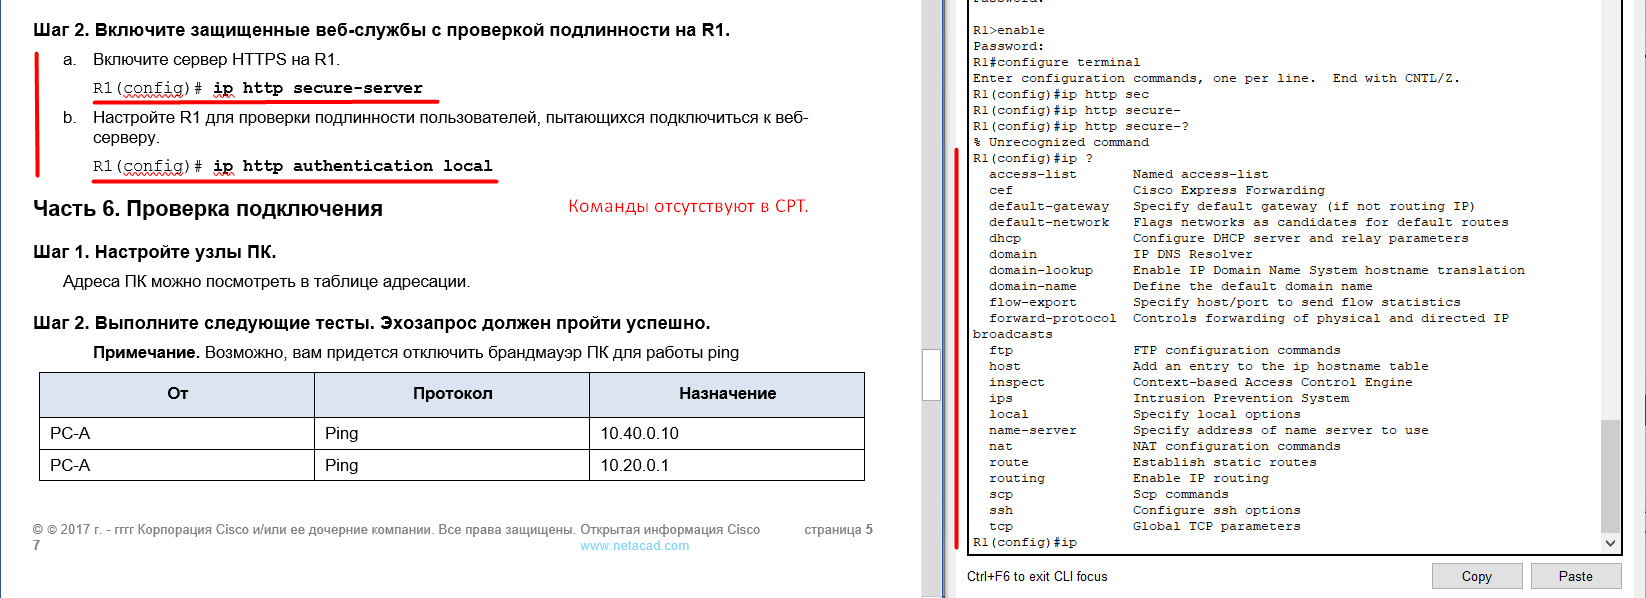 Шаг 2. Включите защищенные веб-службы с проверкой подлинности на R1.
a. Включите сервер HTTPS на R1.
R1(config)# ip http secure-server
b. Настройте R1 для проверки подлинности пользователей, пытающихся подключиться к веб-
серверу.
R1(config)# ip http authentication local
Часть 6. Проверка подключения
Команды отсутствуют в CPT.
Шаг 1. Настройте узлы ПК.
Адреса ПК можно посмотреть в таблице адресации.
Шаг 2. Выполните следующие тесты. Эхозапрос должен пройти успешно.
Примечание. Возможно, вам придется отключить брандмауэр ПК для работы ping
От Протокол Назначение
PC-A Ping 10.40.0.10
PC-A Ping 10.20.0.1
© © 2017 г. - гггг Корпорация Cisco и/или ее дочерние компании. Все права защищены. Открытая информация Cisco страница 5
7 www.netacad.com
Password:
R1>enable
Password:
R1#configure terminal
Enter configuration commands, one per line.  End with CNTL/Z.
R1(config)#ip http sec
R1(config)#ip http secure-
R1(config)#ip http secure-?
% Unrecognized command
R1(config)#ip ?
access-list Named access-list
cef Cisco Express Forwarding
default-gateway Specify default gateway (if not routing IP)
default-network Flags networks as candidates for default routes
dhcp Configure DHCP server and relay parameters
domain IP DNS Resolver
domain-lookup Enable IP Domain Name System hostname translation
domain-name Define the default domain name
flow-export Specify host/port to send flow statistics
forward-protocol Controls forwarding of physical and directed IP
broadcasts
ftp FTP configuration commands
host Add an entry to the ip hostname table
inspect Context-based Access Control Engine
ips Intrusion Prevention System
local Specify local options
name-server Specify address of name server to use
nat NAT configuration commands
route Establish static routes
routing Enable IP routing
scp Scp commands
ssh Configure ssh options
tcp Global TCP parameters
R1(config)#ip
Ctrl+F6 to exit CLI focus
Copy Paste